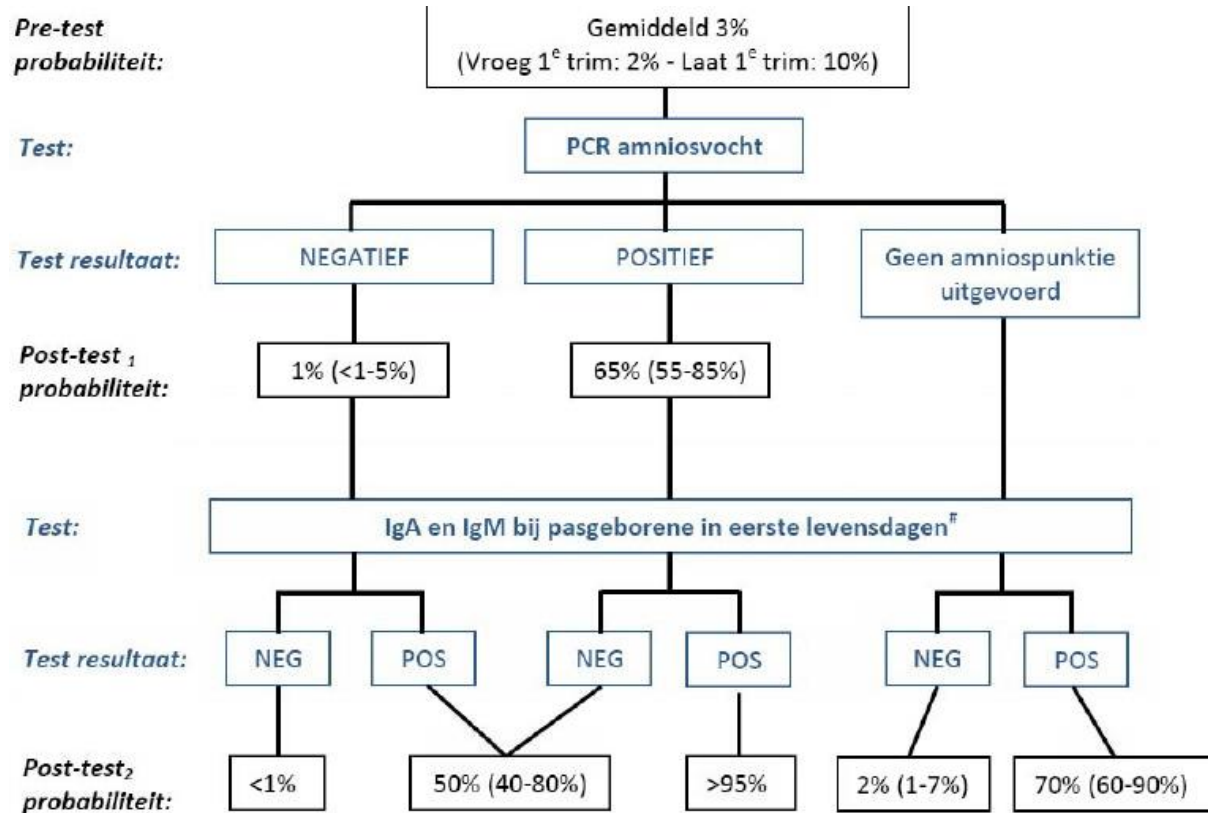 Pre-test
probabiliteit:
Gemiddeld 3%
(Vroeg 1e trim: 2% - Laat 1e trim: 10%)
Test:
PCR amniosvocht
Test resultaat:
NEGATIEF
POSITIEF
Geen amniospunktie
uitgevoerd
Post-test 1
probabiliteit:
1% (<1-5%)
65% (55-85%)
Test:
IgA en IgM bij pasgeborene in eerste levensdagen#
Test resultaat:
NEG
POS
NEG
POS
NEG
POS
Post-test2
probabiliteit:
<1%
50% (40-80%)
>95%
2% (1-7%)
70% (60-90%)